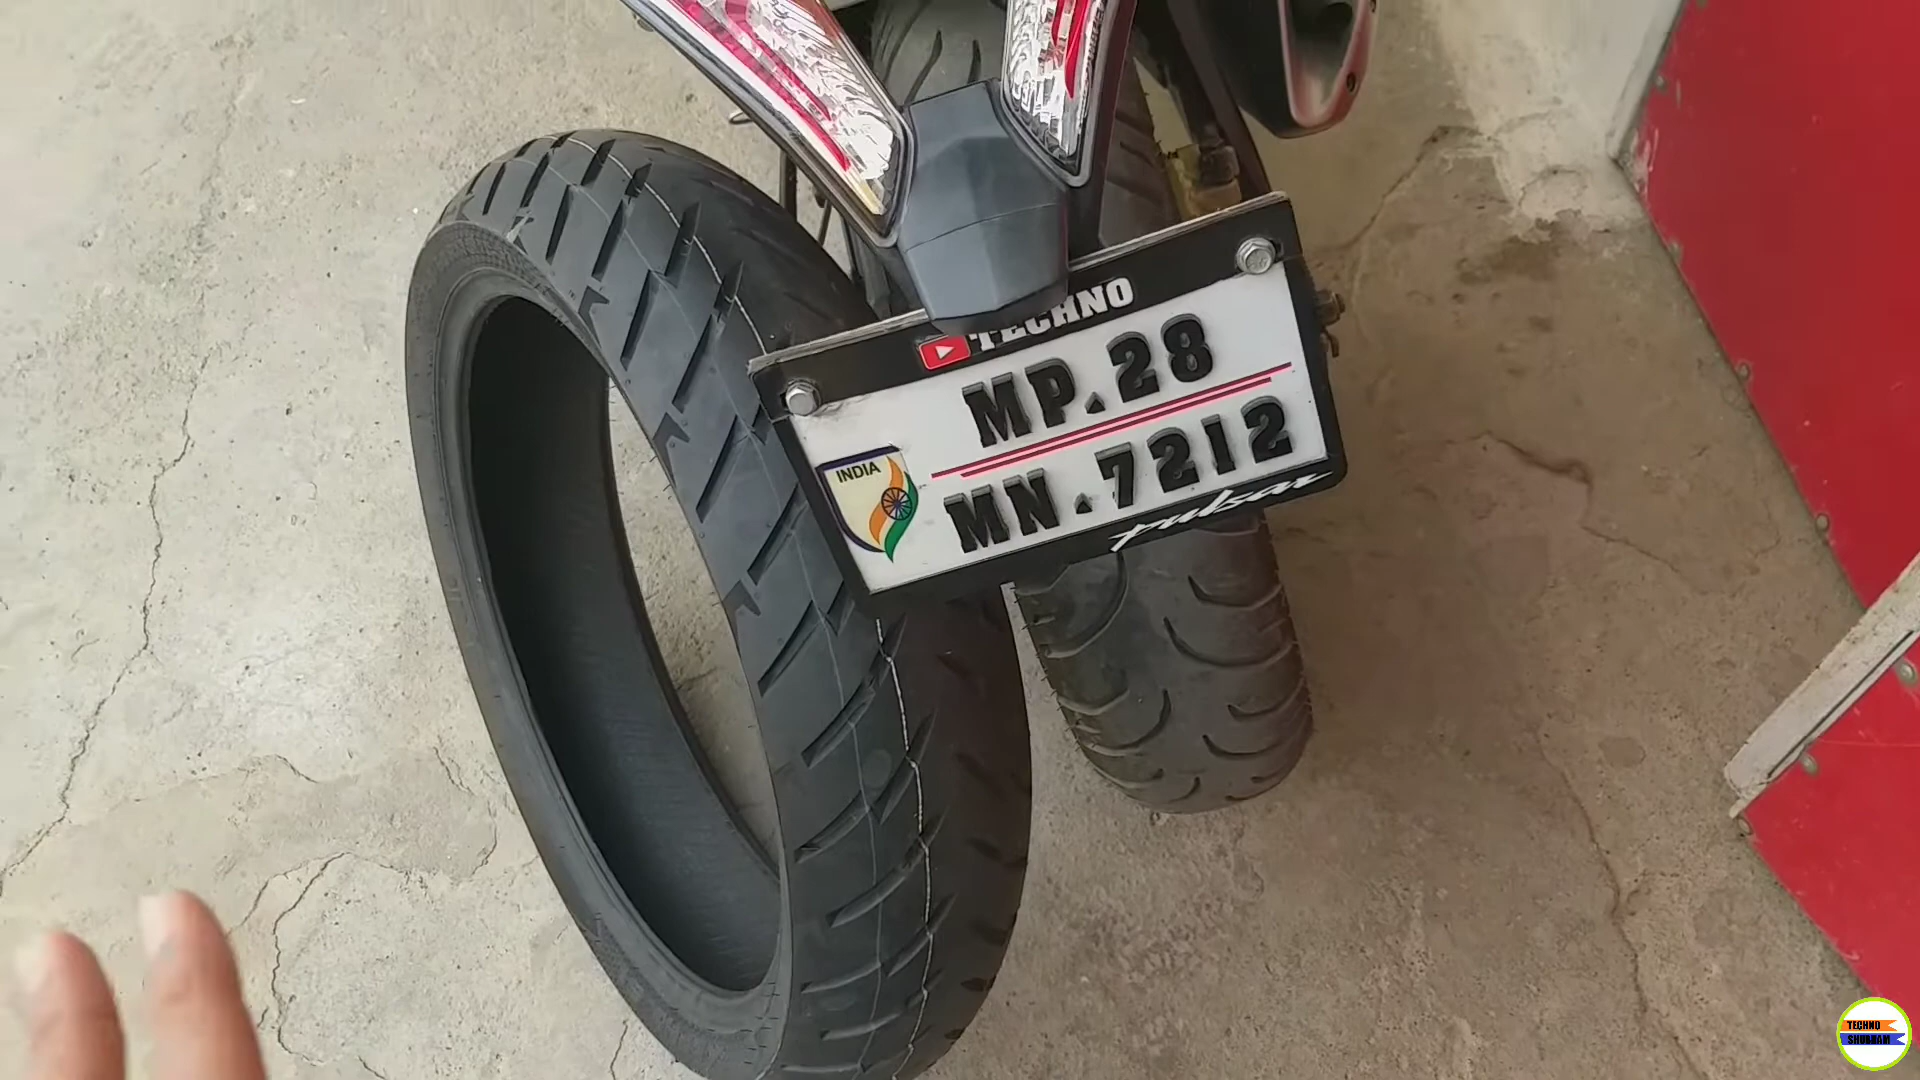 TECHNO
MP.28
INDIA
MN.7212
Pulsar
TECHNO
SHUBHAM